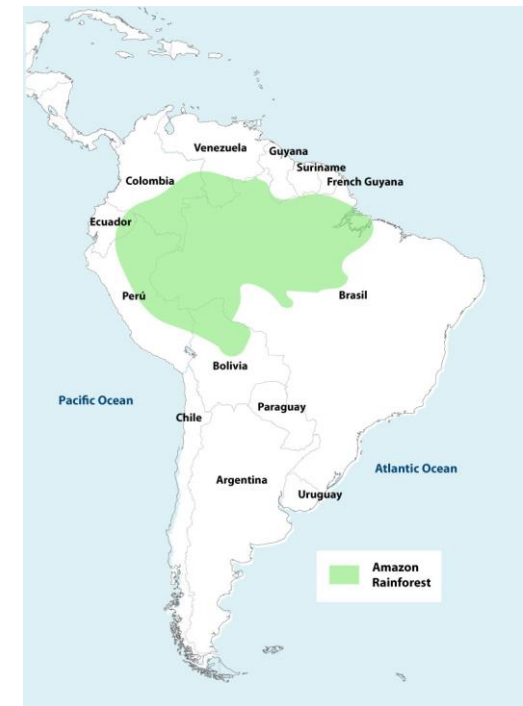 Venezuela
Guyana
Suriname
French Guyana
Colombia
Ecuador
Perú
Brasil
Bolivia
Pacific Ocean
Chile
Paraguay
Atlantic Ocean
Argentina
Uruguay
Amazon
Rainforest